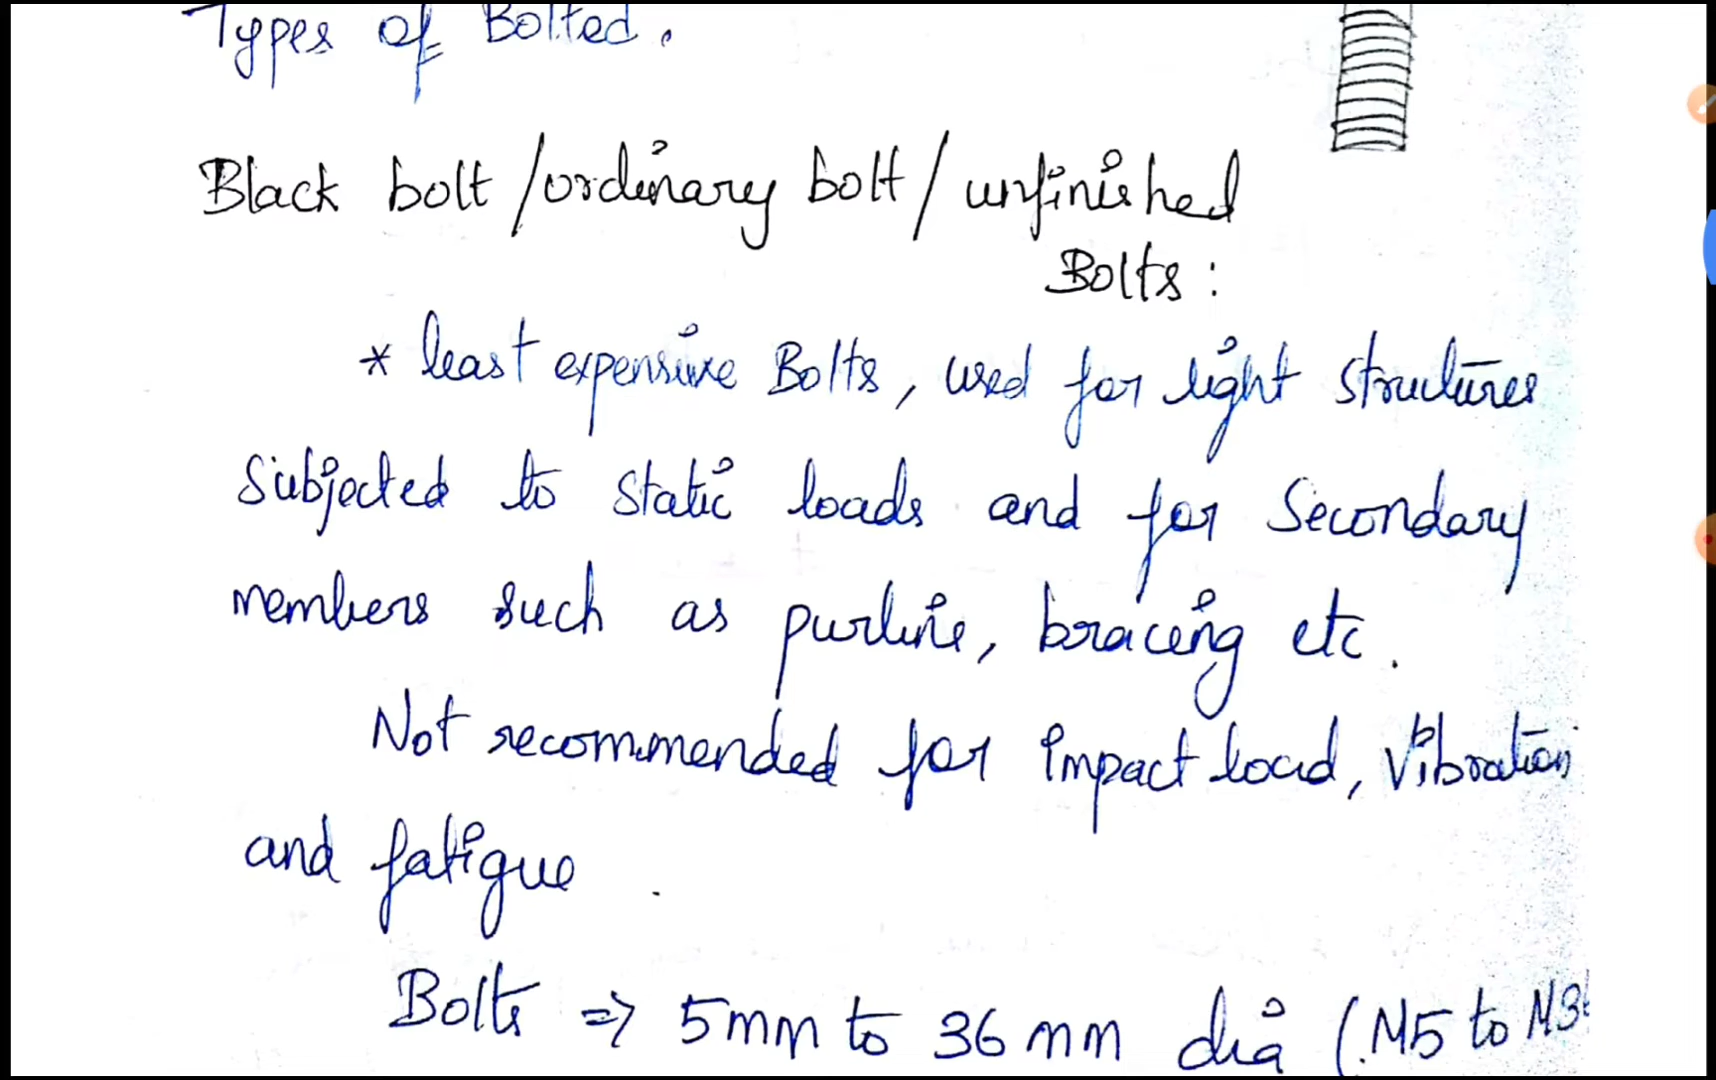 Types of Bolted.
Black bolt / ordinary bolt / unfinished
Bolts :
* least expensive Bolts, used for light structures
Subjected to static loads and for Secondary
members such as purline, bracing etc.
Not recommended for impact load, Vibration
and fatigue.
Bolts => 5mm to 36 mm dia (M5 to M36